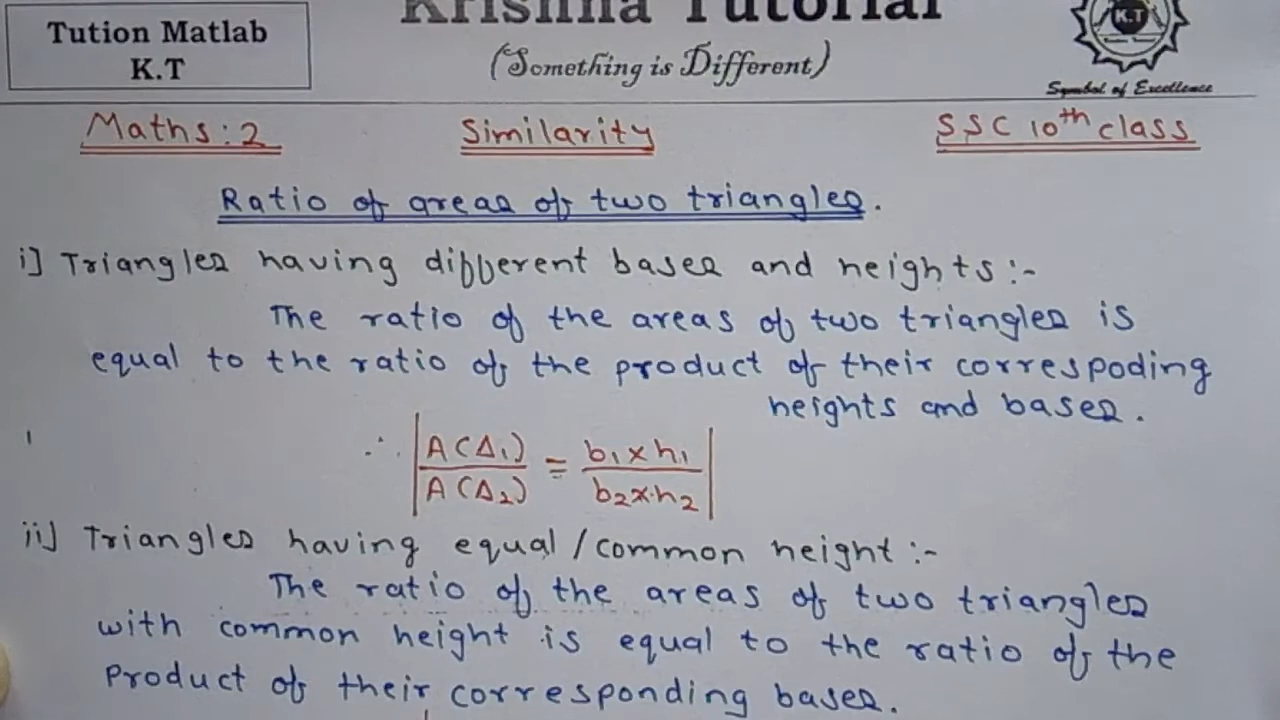 Krishna Tutorial
Tution Matlab
K.T
(Something is Different)
K.T
Symbol of Excellence
Maths:2 Similarity SSC 10th class
Ratio of areas of two triangles.
i] Triangles having different bases and heights:-
The ratio of the areas of two triangles is
equal to the ratio of the product of their correspoding
heights and bases.
∴ A(Δ₁)/A(Δ₂) = b₁×h₁/b₂×h₂
ii] Triangles having equal/common height:-
The ratio of the areas of two triangles
with common height is equal to the ratio of the
Product of their corresponding bases.